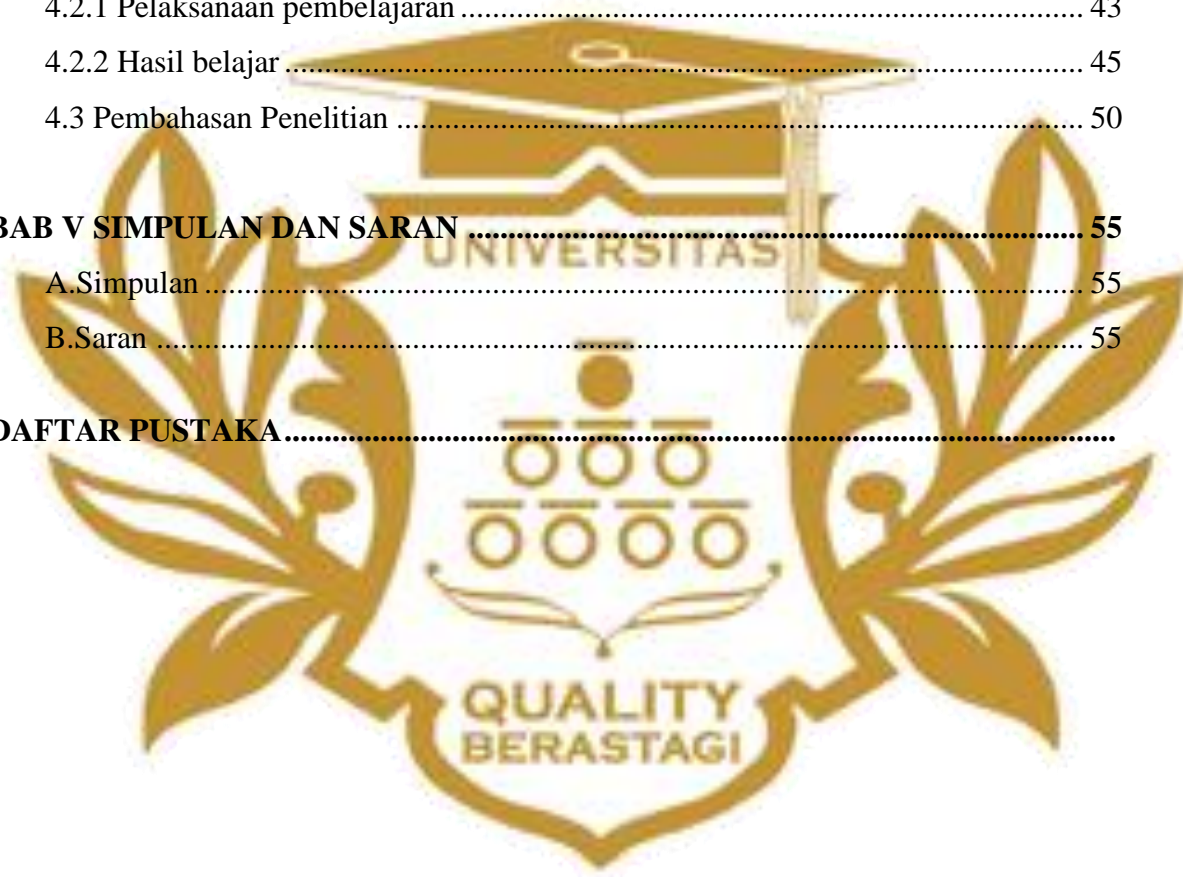 4.2.1 Pelaksanaan pembelajaran ........................................................................ 43
4.2.2 Hasil belajar ............................................................................................ 45
4.3 Pembahasan Penelitian ............................................................................... 50
BAB V SIMPULAN DAN SARAN ....................................................................... 55
UNIVERSITAS
A.Simpulan ..................................................................................................... 55
B.Saran ........................................................................................................... 55
DAFTAR PUSTAKA................................................................................................
QUALITY
BERASTAGI